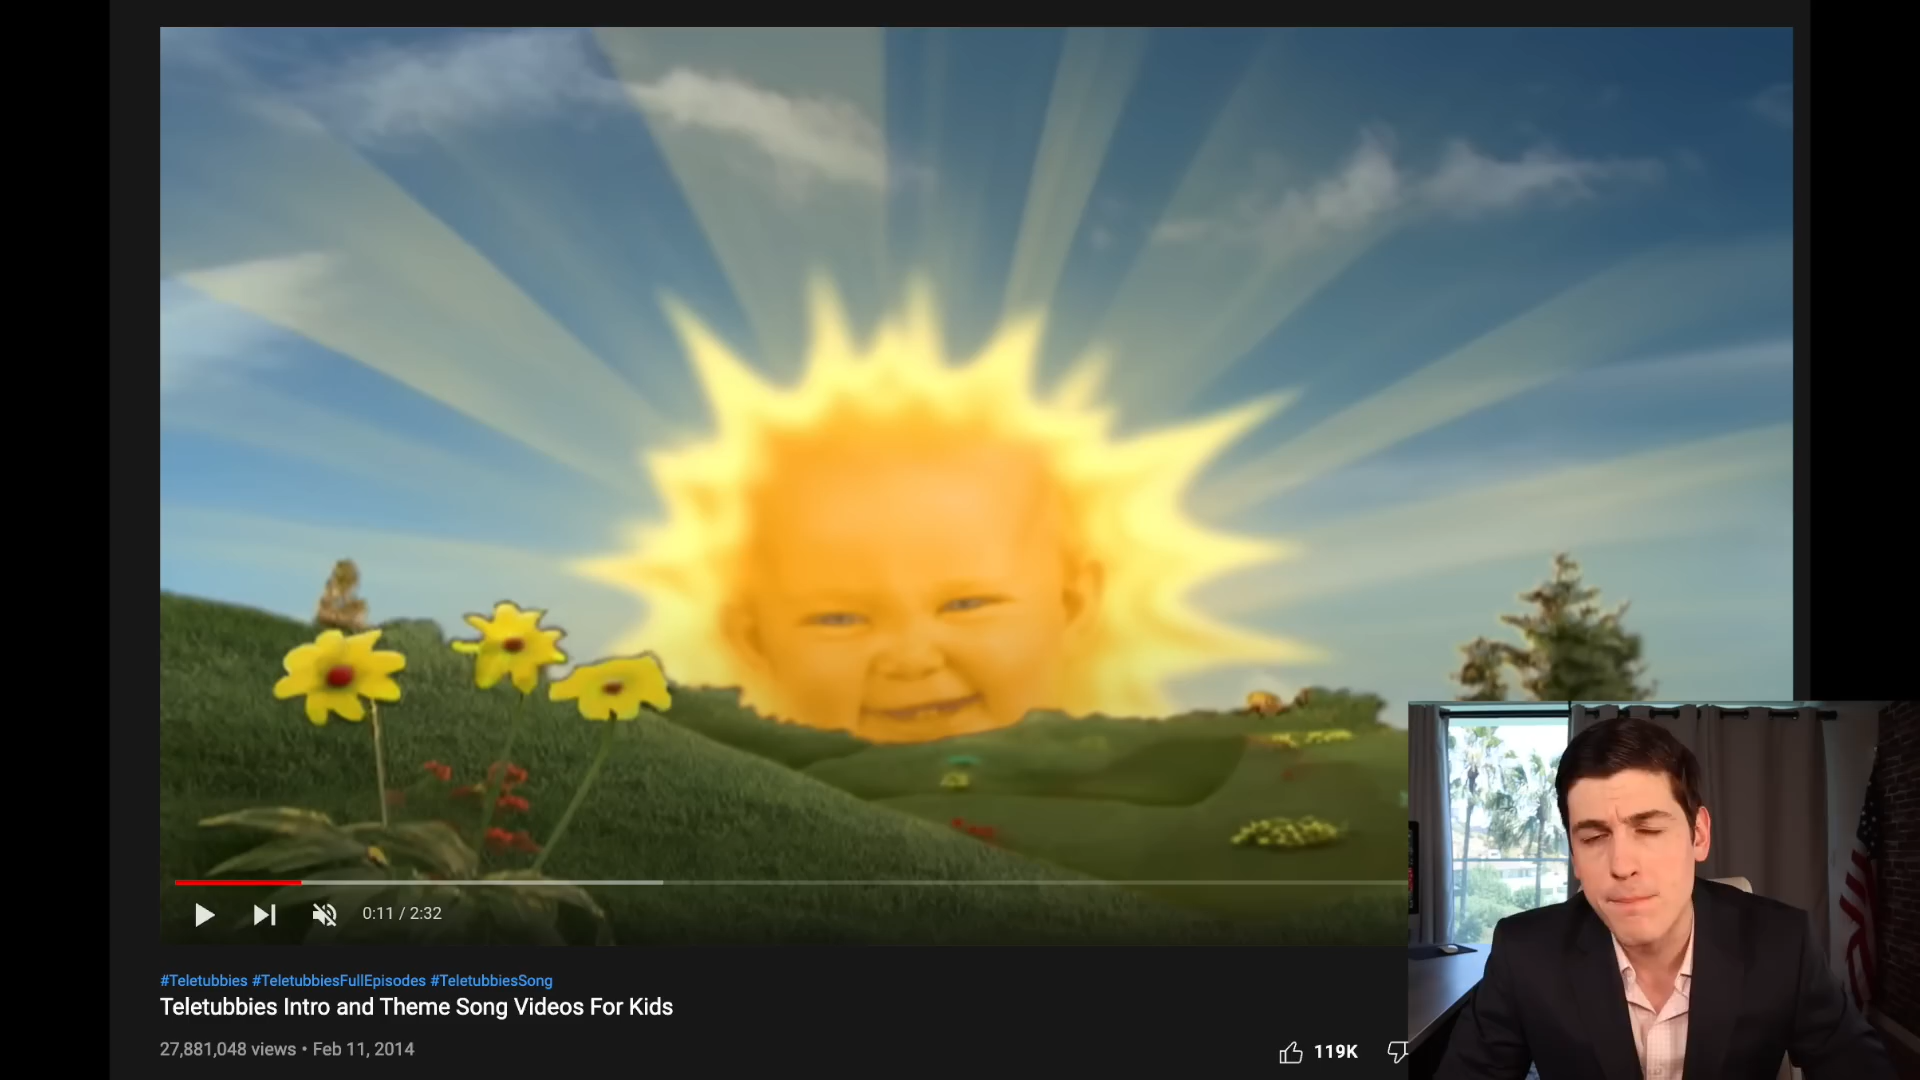 0:11 / 2:32
#Teletubbies #TeletubbiesFullEpisodes #TeletubbiesSong
Teletubbies Intro and Theme Song Videos For Kids
27,881,048 views • Feb 11, 2014
119K